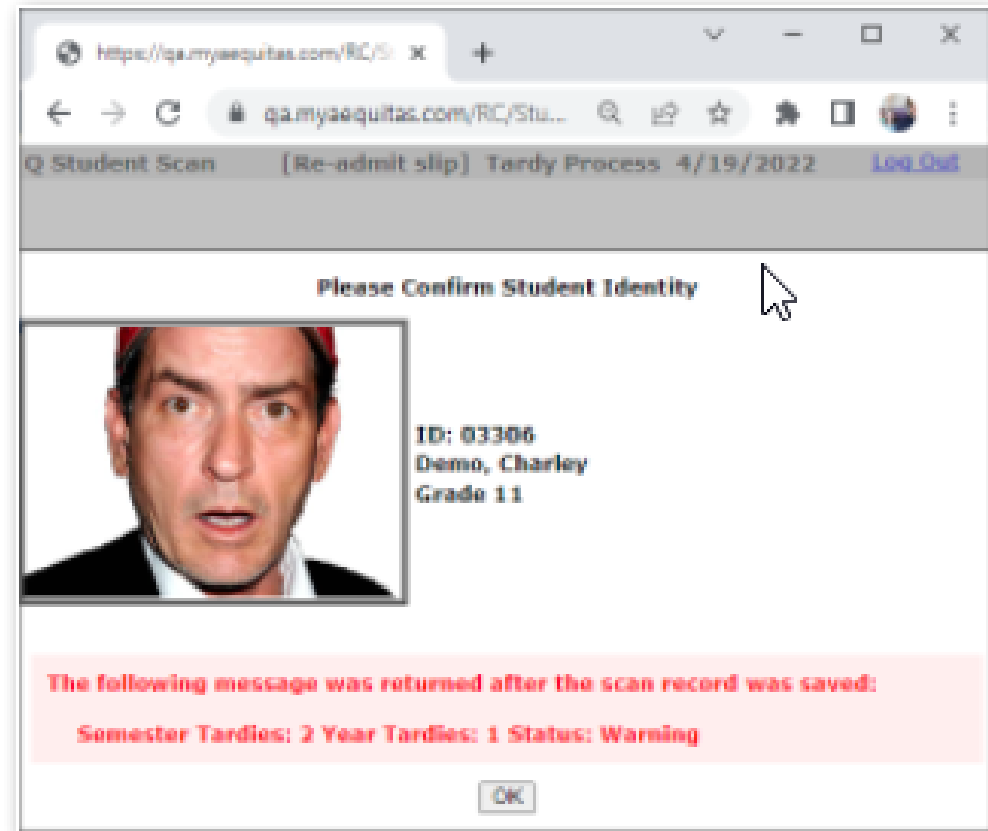 https://qa.myaequitas.com/RC/St
qa.myaequitas.com/RC/Stu...
Q Student Scan [Re-admit slip] Tardy Process 4/19/2022 Log Out
Please Confirm Student Identity
ID: 03306
Demo, Charley
Grade 11
The following message was returned after the scan record was saved:
Semester Tardies: 2 Year Tardies: 1 Status: Warning
OK